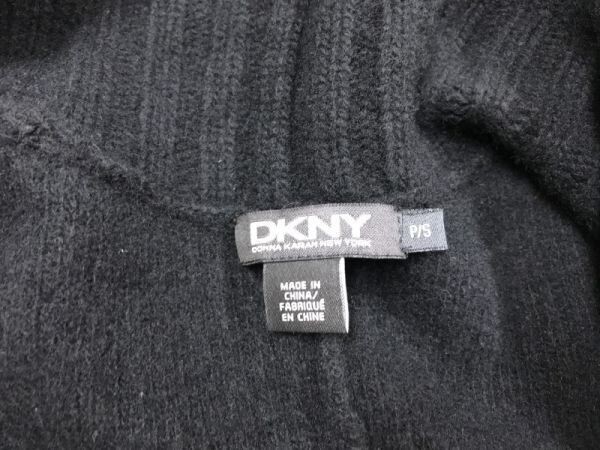 DKNY
DONNA KARAN NEW YORK
P/S
MADE IN
CHINA/
FABRIQUÉ
EN CHINE